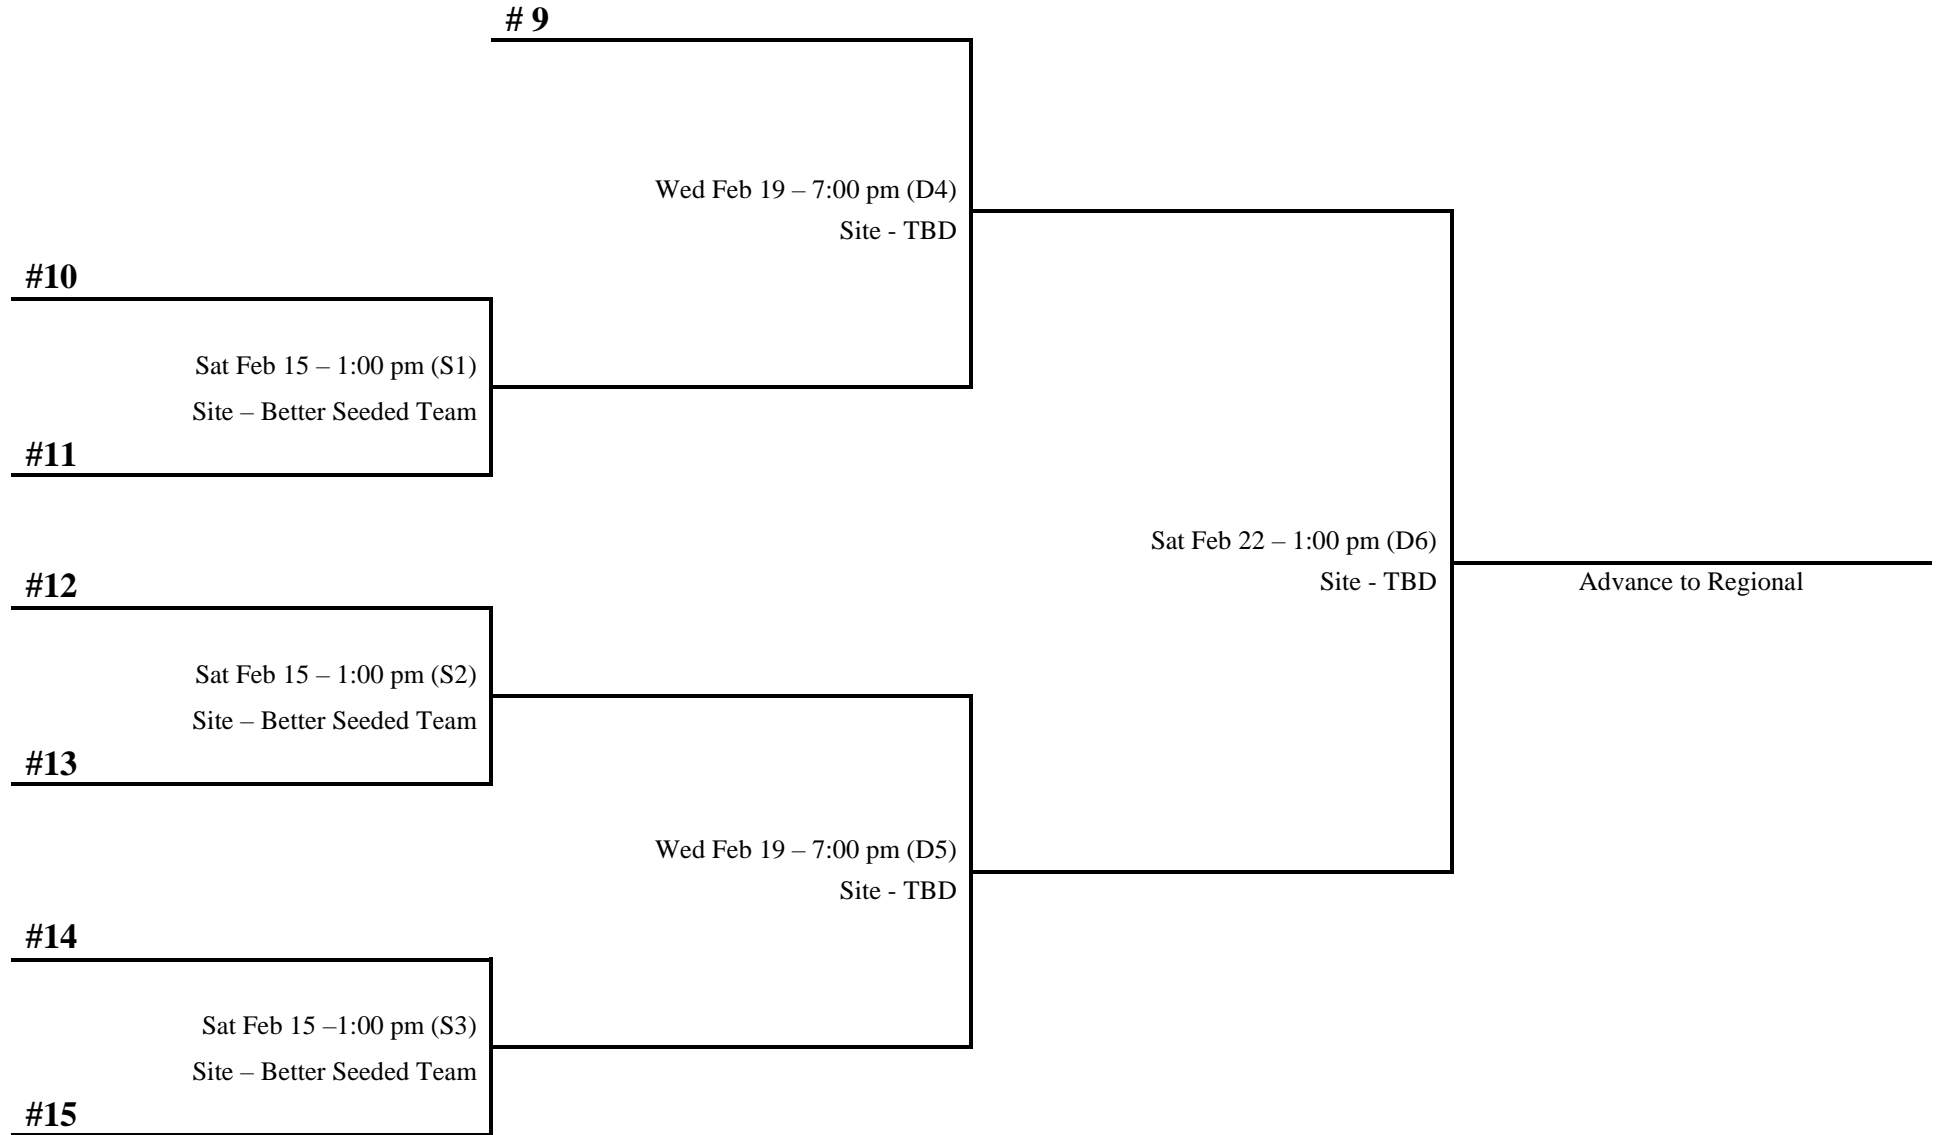 # 9
Wed Feb 19 – 7:00 pm (D4)
Site - TBD
#10
Sat Feb 15 – 1:00 pm (S1)
Site – Better Seeded Team
#11
Sat Feb 22 – 1:00 pm (D6)
Site - TBD
Advance to Regional
#12
Sat Feb 15 – 1:00 pm (S2)
Site – Better Seeded Team
#13
Wed Feb 19 – 7:00 pm (D5)
Site - TBD
#14
Sat Feb 15 –1:00 pm (S3)
Site – Better Seeded Team
#15